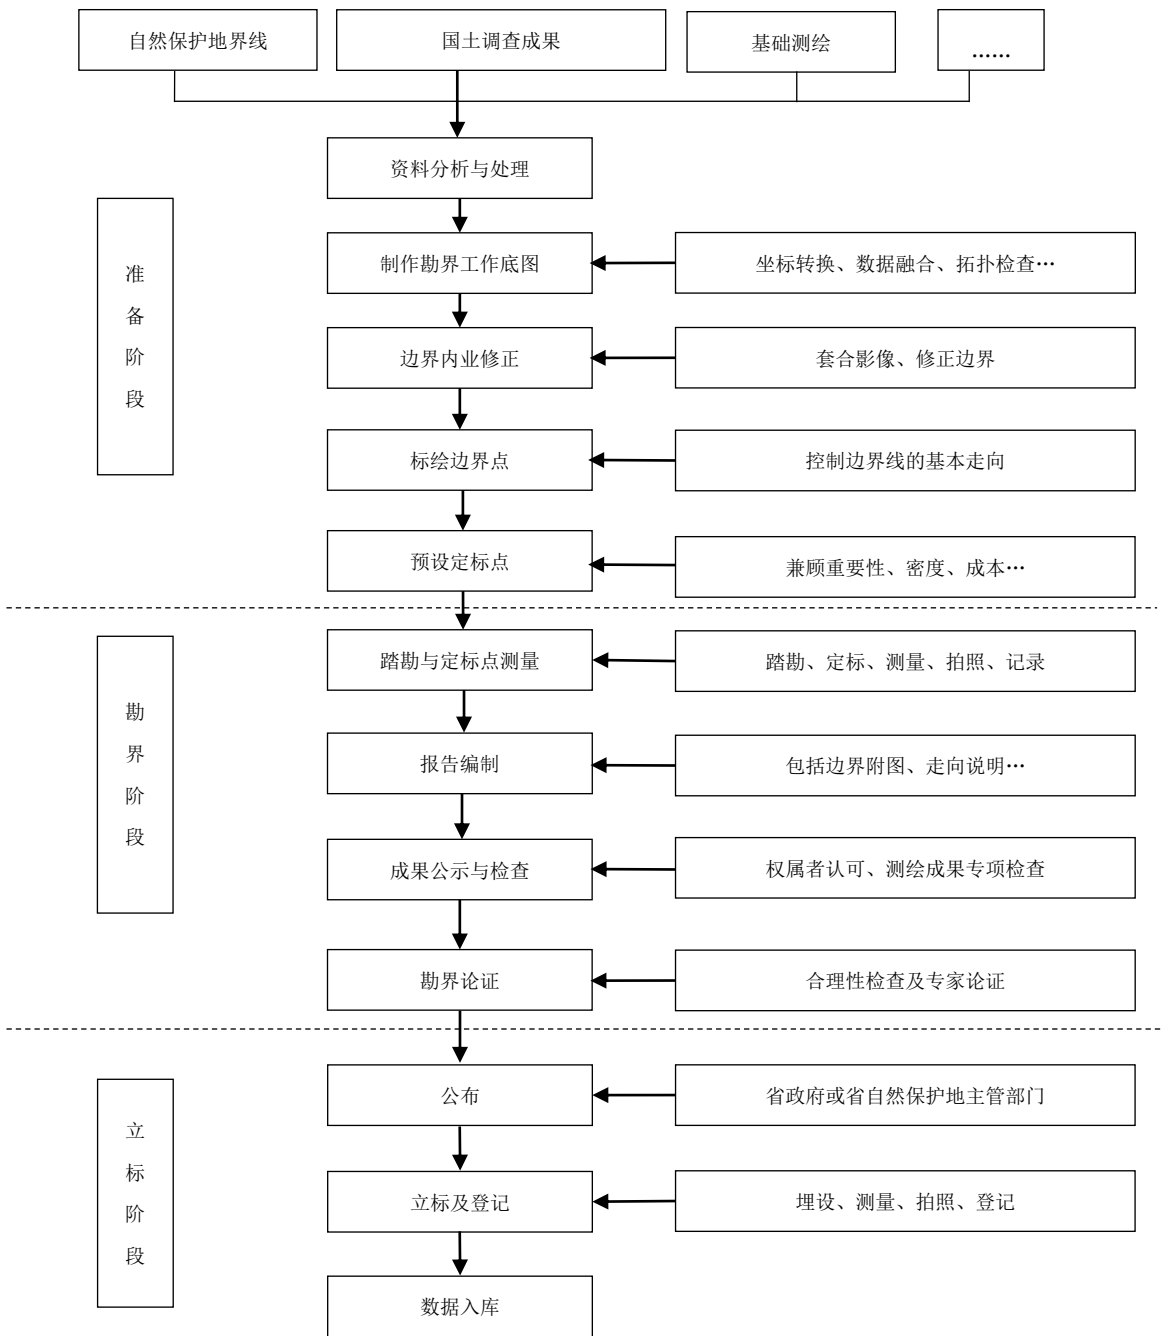 自然保护地界线
国土调查成果
基础测绘
……
资料分析与处理
准备阶段
制作勘界工作底图
坐标转换、数据融合、拓扑检查…
边界内业修正
套合影像、修正边界
标绘边界点
控制边界线的基本走向
预设定标点
兼顾重要性、密度、成本…
勘界阶段
踏勘与定标点测量
踏勘、定标、测量、拍照、记录
报告编制
包括边界附图、走向说明…
成果公示与检查
权属者认可、测绘成果专项检查
勘界论证
合理性检查及专家论证
立标阶段
公布
省政府或省自然保护地主管部门
立标及登记
埋设、测量、拍照、登记
数据入库